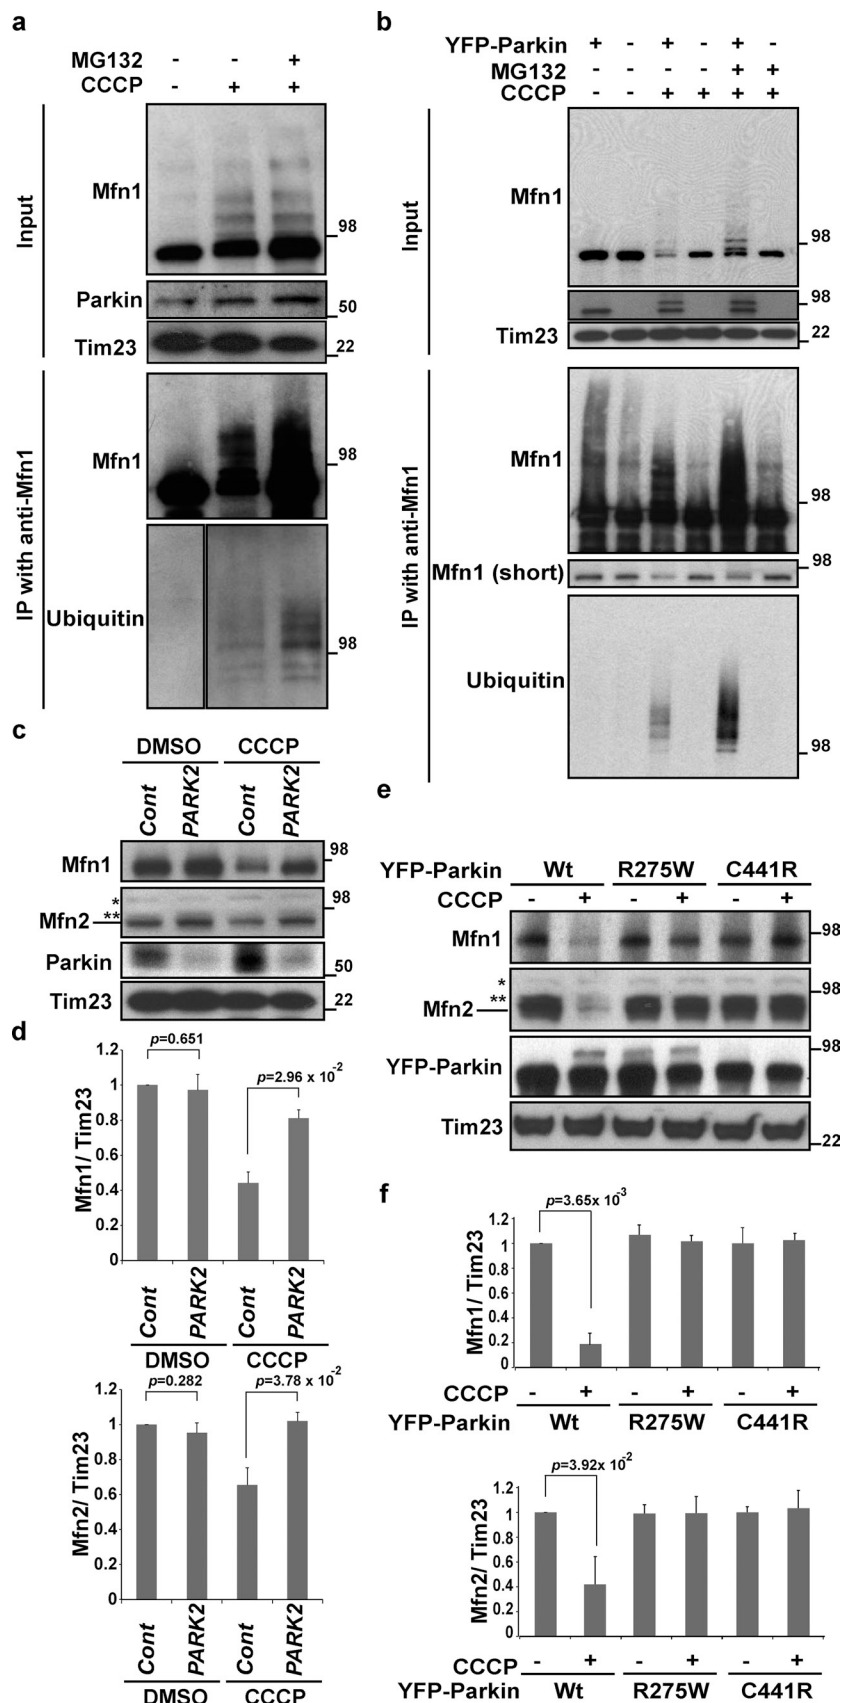 a
MG132 - - +
CCCP - + +
Input
Mfn1
98
Parkin
50
Tim23
22
IP with anti-Mfn1
Mfn1
98
Ubiquitin
98
b
YFP-Parkin + - + - + -
MG132 - - - - + +
CCCP - - + + + +
Input
Mfn1
98
98
Tim23
22
IP with anti-Mfn1
Mfn1
98
Mfn1 (short)
98
Ubiquitin
98
c
DMSO CCCP
Cont PARK2 Cont PARK2
Mfn1
98
*
Mfn2 **
98
Parkin
50
Tim23
22
d
Mfn1/ Tim23
1.2
1
0.8
0.6
0.4
0.2
0
p=0.651
p=2.96 x 10-2
Cont PARK2 Cont PARK2
DMSO CCCP
Mfn2/ Tim23
1.2
1
0.8
0.6
0.4
0.2
0
p=0.282
p=3.78 x 10-2
Cont PARK2 Cont PARK2
DMSO CCCP
e
YFP-Parkin Wt R275W C441R
CCCP - + - + - +
Mfn1
98
*
Mfn2 **
98
YFP-Parkin
98
Tim23
22
f
Mfn1/ Tim23
1.2
1
0.8
0.6
0.4
0.2
0
p=3.65x 10-3
CCCP - + - + - +
YFP-Parkin Wt R275W C441R
Mfn2/ Tim23
1.2
1
0.8
0.6
0.4
0.2
0
p=3.92x 10-2
CCCP - + - + - +
YFP-Parkin Wt R275W C441R